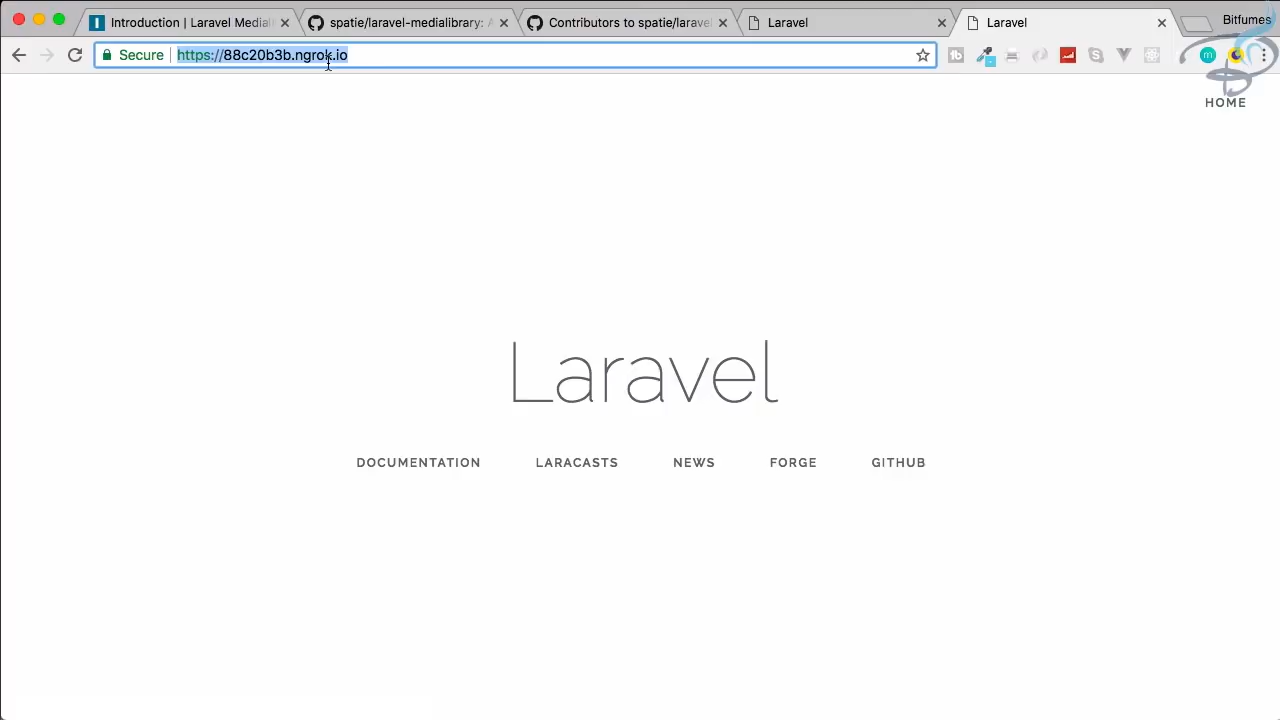 Introduction | Laravel Medial
spatie/laravel-medialibrary: A
Contributors to spatie/laravel
Laravel
Laravel
Bitfumes
Secure
https://88c20b3b.ngrok.io
HOME
Laravel
DOCUMENTATION
LARACASTS
NEWS
FORGE
GITHUB